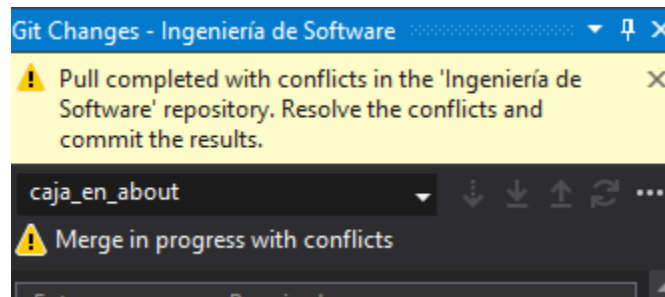 Git Changes - Ingeniería de Software
Pull completed with conflicts in the 'Ingeniería de
Software' repository. Resolve the conflicts and
commit the results.
caja_en_about
Merge in progress with conflicts